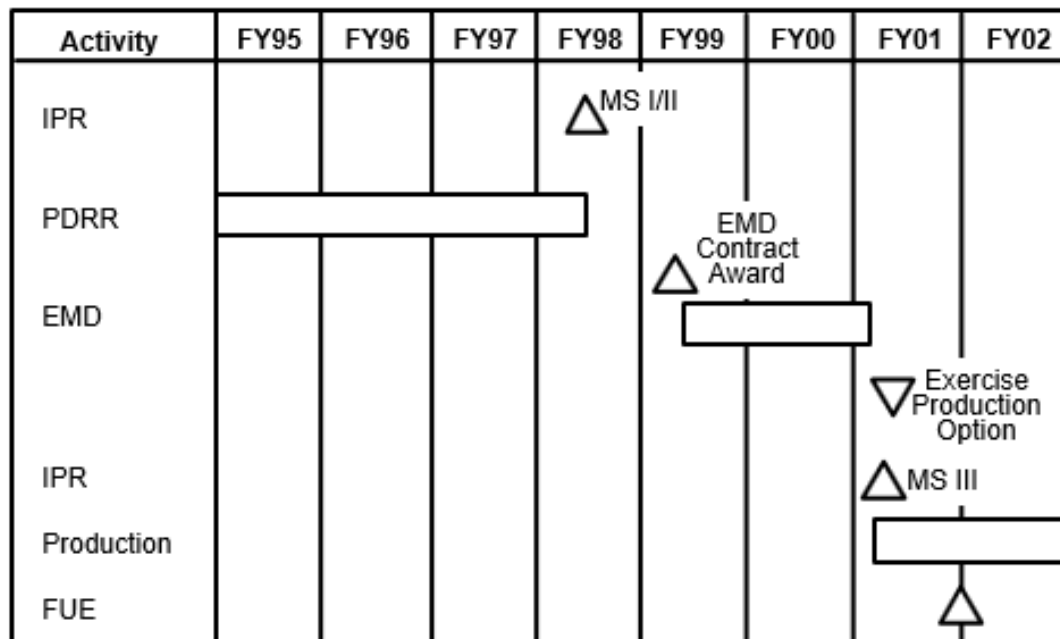 Activity FY95 FY96 FY97 FY98 FY99 FY00 FY01 FY02
IPR MS I/II
PDRR
EMD
Contract
Award
EMD
Exercise
Production
Option
IPR MS III
Production
FUE